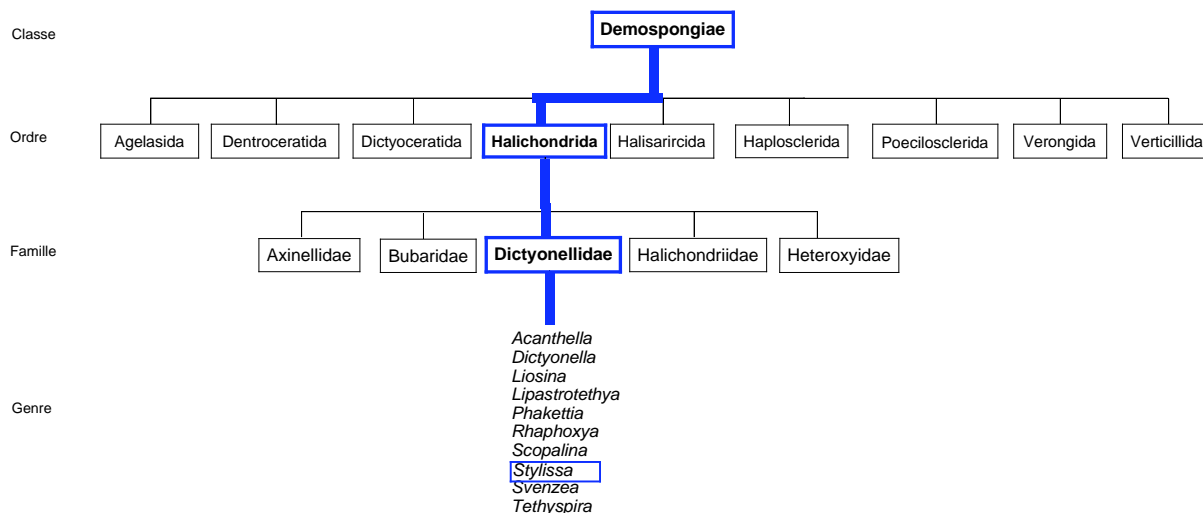 Classe
Demospongiae
Ordre
Agelasida
Dentroceratida
Dictyoceratida
Halichondrida
Halisarircida
Haplosclerida
Poecilosclerida
Verongida
Verticillida
Famille
Axinellidae
Bubaridae
Dictyonellidae
Halichondriidae
Heteroxyidae
Genre
Acanthella
Dictyonella
Liosina
Lipastrotethya
Phakettia
Rhaphoxya
Scopalina
Stylissa
Svenzea
Tethyspira